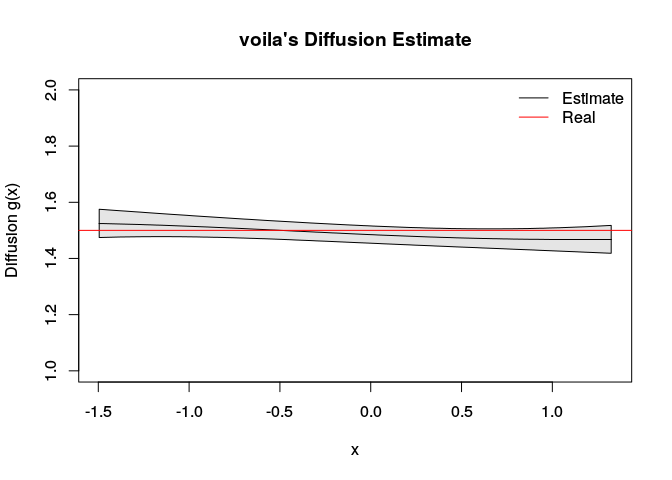 voila's Diffusion Estimate
Estimate
Real
Diffusion g(x)
2.0
1.8
1.6
1.4
1.2
1.0
-1.5 -1.0 -0.5 0.0 0.5 1.0
x